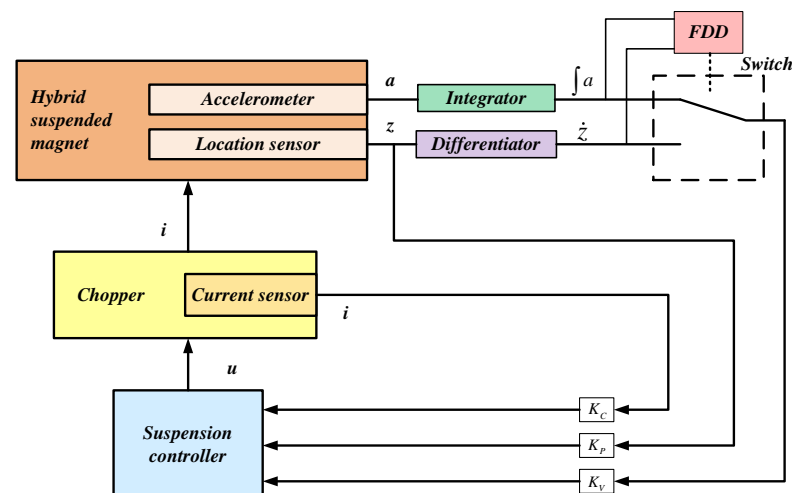 FDD
Switch
Hybrid
suspended
magnet
Accelerometer
a
Integrator
∫ a
Location sensor
z
Differentiator
ż
i
Chopper
Current sensor
i
u
Suspension
controller
K_C
K_P
K_V